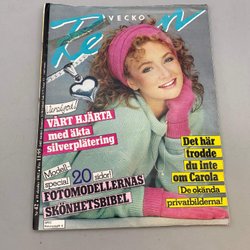 VECKO
Revyn
VÅRT HJÄRTA
med äkta
silverplätering
Modell-
special 20 sidor!
FOTOMODELLERNAS
SKÖNHETSBIBEL
Det här
trodde
du inte
om Carola
De okända
privatbilderna!